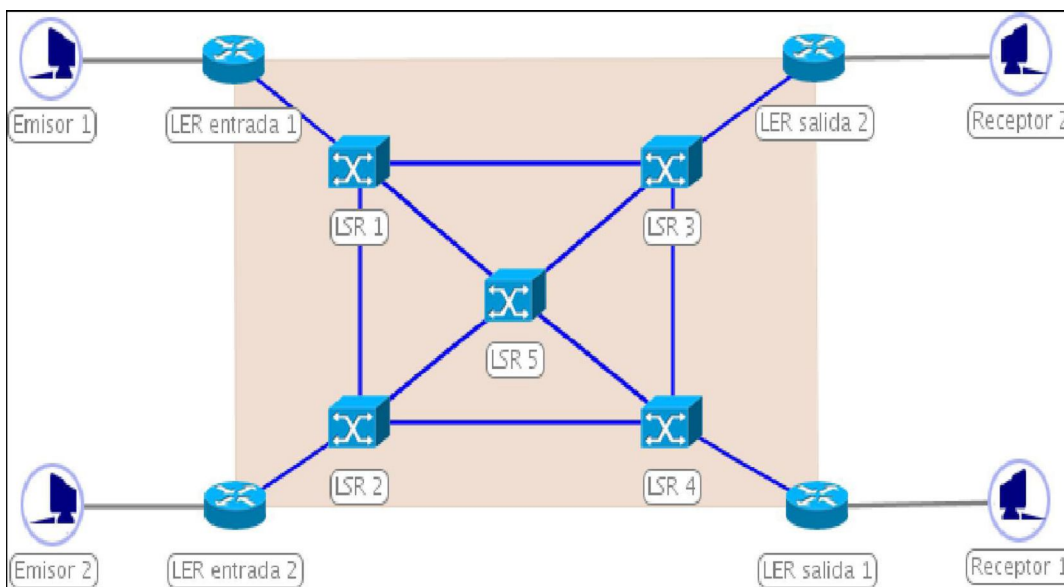 Emisor 1
LER entrada 1
LER salida 2
Receptor 2
LSR 1
LSR 3
LSR 5
LSR 2
LSR 4
Emisor 2
LER entrada 2
LER salida 1
Receptor 1